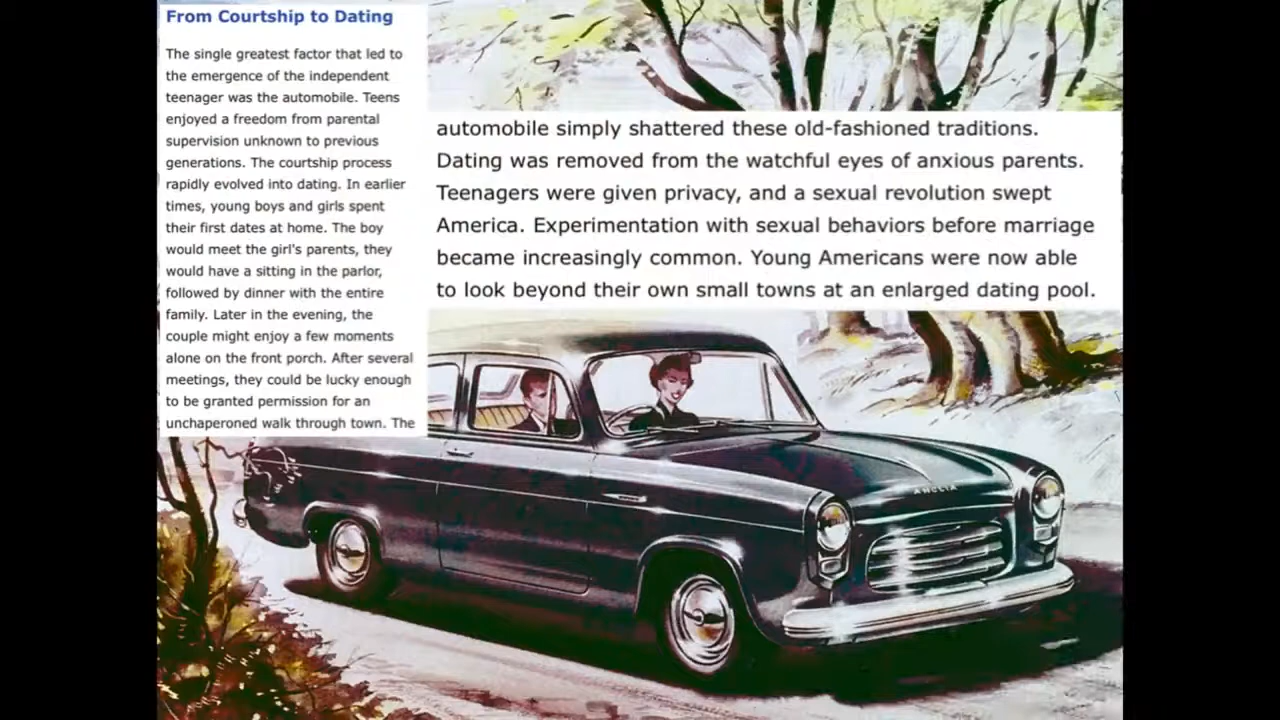 From Courtship to Dating
The single greatest factor that led to
the emergence of the independent
teenager was the automobile. Teens
enjoyed a freedom from parental
supervision unknown to previous
generations. The courtship process
rapidly evolved into dating. In earlier
times, young boys and girls spent
their first dates at home. The boy
would meet the girl's parents, they
would have a sitting in the parlor,
followed by dinner with the entire
family. Later in the evening, the
couple might enjoy a few moments
alone on the front porch. After several
meetings, they could be lucky enough
to be granted permission for an
unchaperoned walk through town. The
automobile simply shattered these old-fashioned traditions.
Dating was removed from the watchful eyes of anxious parents.
Teenagers were given privacy, and a sexual revolution swept
America. Experimentation with sexual behaviors before marriage
became increasingly common. Young Americans were now able
to look beyond their own small towns at an enlarged dating pool.
ANGLIA